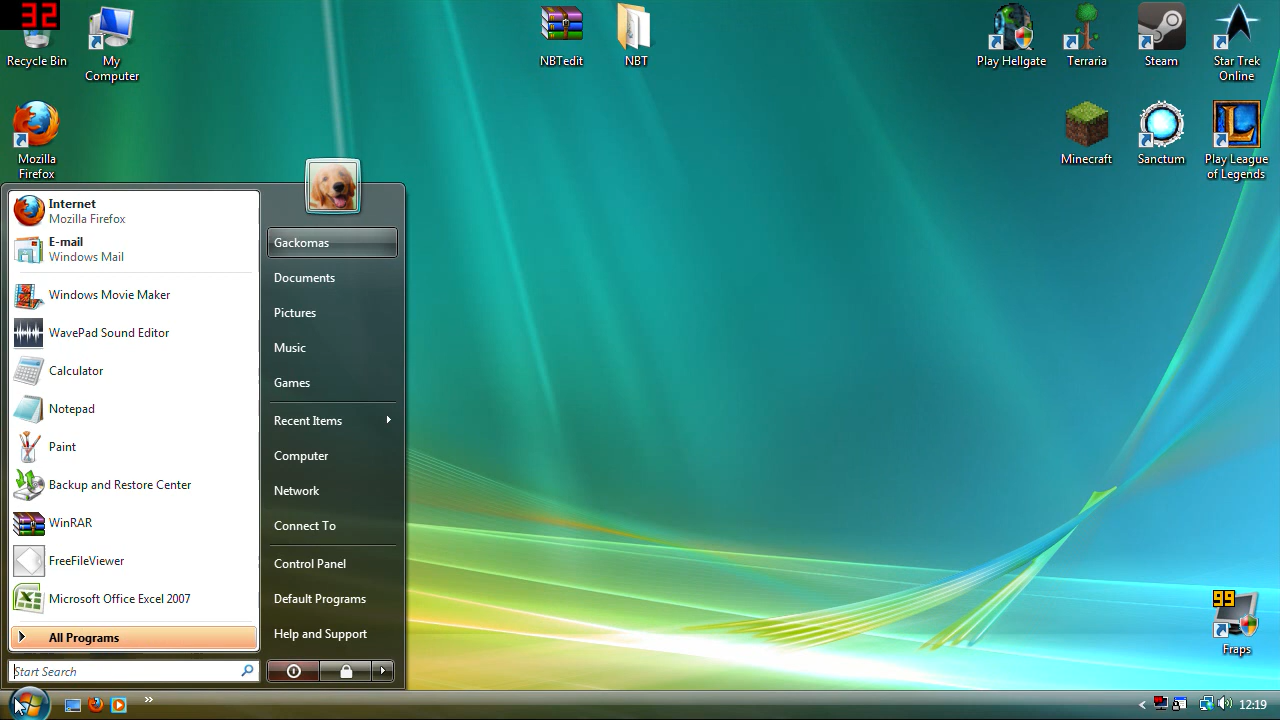 32
Recycle Bin
My
Computer
NBTedit
NBT
Play Hellgate
Terraria
Steam
Star Trek
Online
Mozilla
Firefox
Minecraft
Sanctum
Play League
of Legends
Internet
Mozilla Firefox
E-mail
Windows Mail
Windows Movie Maker
WavePad Sound Editor
Calculator
Notepad
Paint
Backup and Restore Center
WinRAR
FreeFileViewer
Microsoft Office Excel 2007
All Programs
Start Search
Gackomas
Documents
Pictures
Music
Games
Recent Items
Computer
Network
Connect To
Control Panel
Default Programs
Help and Support
99
Fraps
12:19